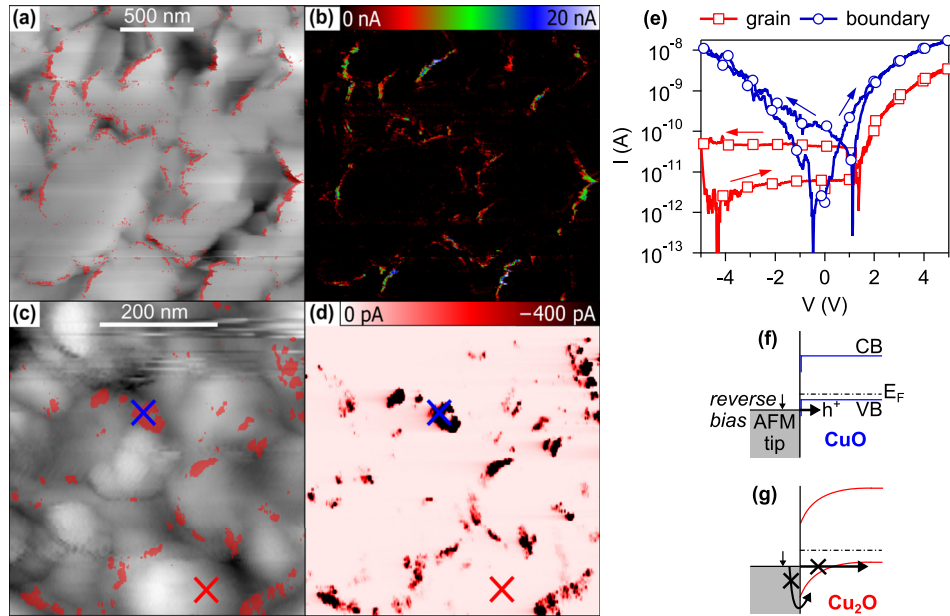 (a)
500 nm
(b)
0 nA
20 nA
(c)
200 nm
(d)
0 pA
−400 pA
(e)
grain
boundary
10⁻⁸
10⁻⁹
10⁻¹⁰
10⁻¹¹
10⁻¹²
10⁻¹³
I (A)
-4
-2
0
2
4
V (V)
(f)
CB
E_F
reverse
bias
h⁺
VB
AFM
tip
CuO
(g)
Cu₂O